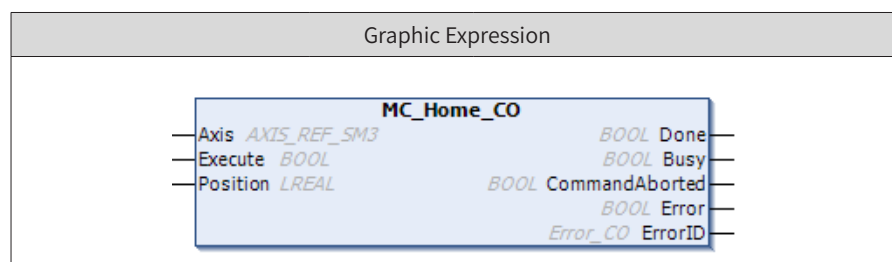 Graphic Expression
MC_Home_CO
Axis AXIS_REF_SM3 BOOL Done
Execute BOOL BOOL Busy
Position LREAL BOOL CommandAborted
BOOL Error
Error_CO ErrorID